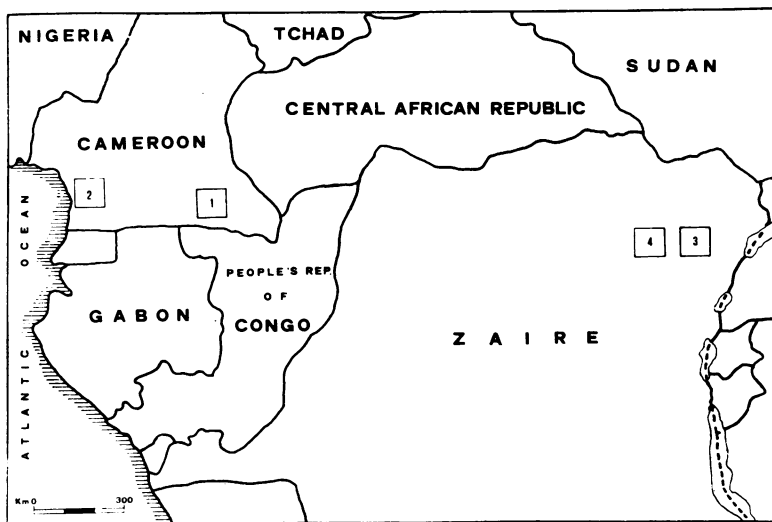 NIGERIA
TCHAD
SUDAN
CENTRAL AFRICAN REPUBLIC
CAMEROON
2
1
4
3
OCEAN
ATLANTIC
PEOPLE'S REP.
OF
CONGO
GABON
ZAIRE
Km 0 300